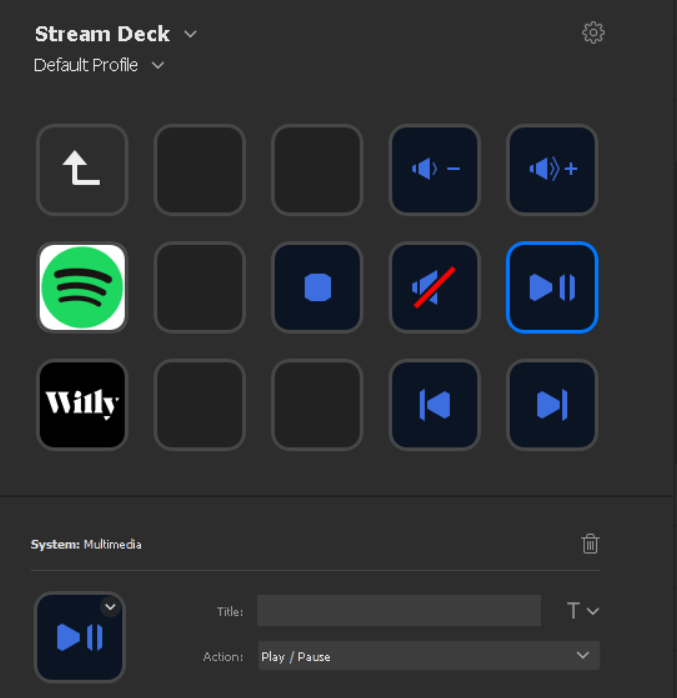 Stream Deck
Default Profile
Willy
System: Multimedia
Title:
T
Action: Play / Pause